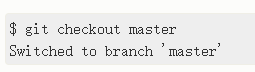 $ git checkout master
Switched to branch 'master'